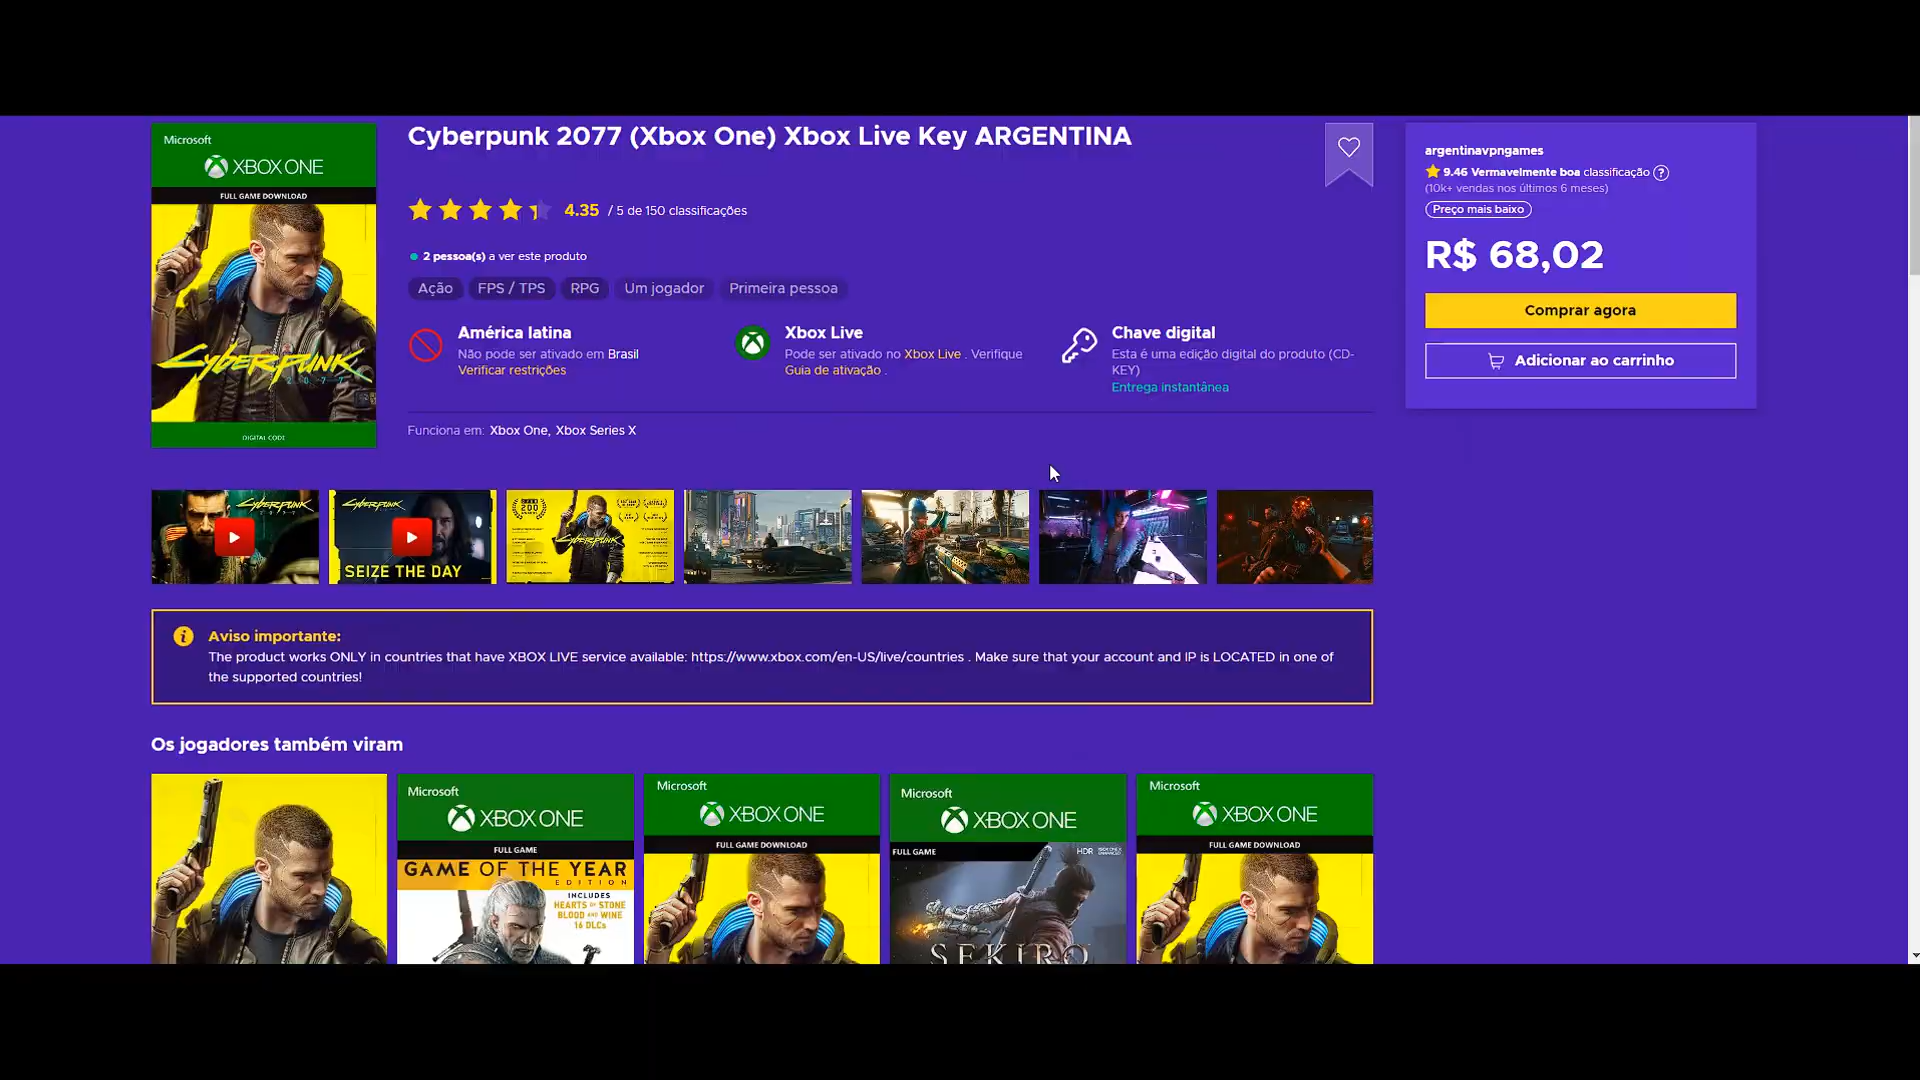 Microsoft
XBOX ONE
FULL GAME DOWNLOAD
Cyberpunk
2077
DIGITAL CODE
Cyberpunk 2077 (Xbox One) Xbox Live Key ARGENTINA
4.35 / 5 de 150 classificações
2 pessoa(s) a ver este produto
Ação FPS / TPS RPG Um jogador Primeira pessoa
América latina
Não pode ser ativado em Brasil
Verificar restrições
Xbox Live
Pode ser ativado no Xbox Live . Verifique
Guia de ativação .
Chave digital
Esta é uma edição digital do produto (CD-
KEY)
Entrega instantânea
Funciona em: Xbox One, Xbox Series X
argentinavpngames
9.46 Vermavelmente boa classificação ?
(10k+ vendas nos últimos 6 meses)
Preço mais baixo
R$ 68,02
Comprar agora
Adicionar ao carrinho
Cyberpunk
Cyberpunk
SEIZE THE DAY
200
Cyberpunk
Aviso importante:
The product works ONLY in countries that have XBOX LIVE service available: https://www.xbox.com/en-US/live/countries . Make sure that your account and IP is LOCATED in one of
the supported countries!
Os jogadores também viram
Microsoft
XBOX ONE
FULL GAME
GAME OF THE YEAR
EDITION
INCLUDES
HEARTS OF STONE
BLOOD AND WINE
16 DLCs
Microsoft
XBOX ONE
FULL GAME DOWNLOAD
Microsoft
XBOX ONE
FULL GAME
HDR
SEKIRO
Microsoft
XBOX ONE
FULL GAME DOWNLOAD